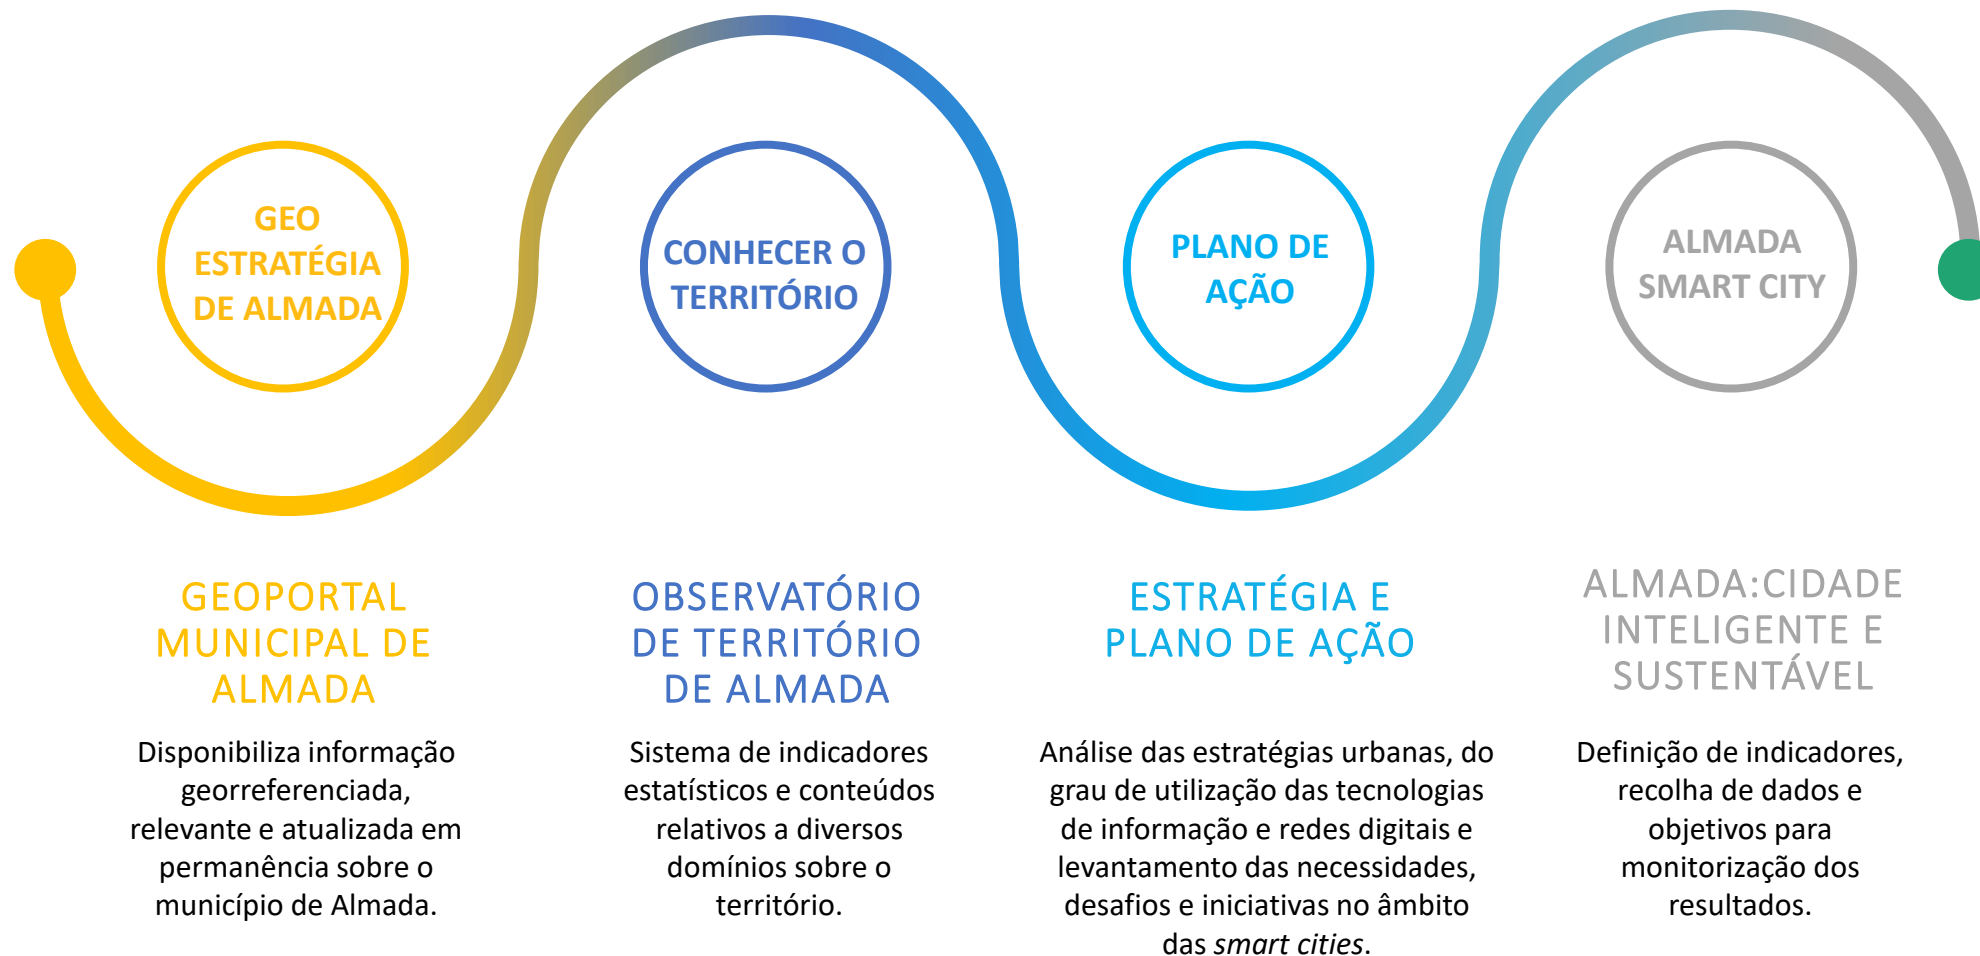 GEO
ESTRATÉGIA
DE ALMADA
CONHECER O
TERRITÓRIO
PLANO DE
AÇÃO
ALMADA
SMART CITY
GEOPORTAL
MUNICIPAL DE
ALMADA
Disponibiliza informação
georreferenciada,
relevante e atualizada em
permanência sobre o
município de Almada.
OBSERVATÓRIO
DE TERRITÓRIO
DE ALMADA
Sistema de indicadores
estatísticos e conteúdos
relativos a diversos
domínios sobre o
território.
ESTRATÉGIA E
PLANO DE AÇÃO
Análise das estratégias urbanas, do
grau de utilização das tecnologias
de informação e redes digitais e
levantamento das necessidades,
desafios e iniciativas no âmbito
das smart cities.
ALMADA:CIDADE
INTELIGENTE E
SUSTENTÁVEL
Definição de indicadores,
recolha de dados e
objetivos para
monitorização dos
resultados.